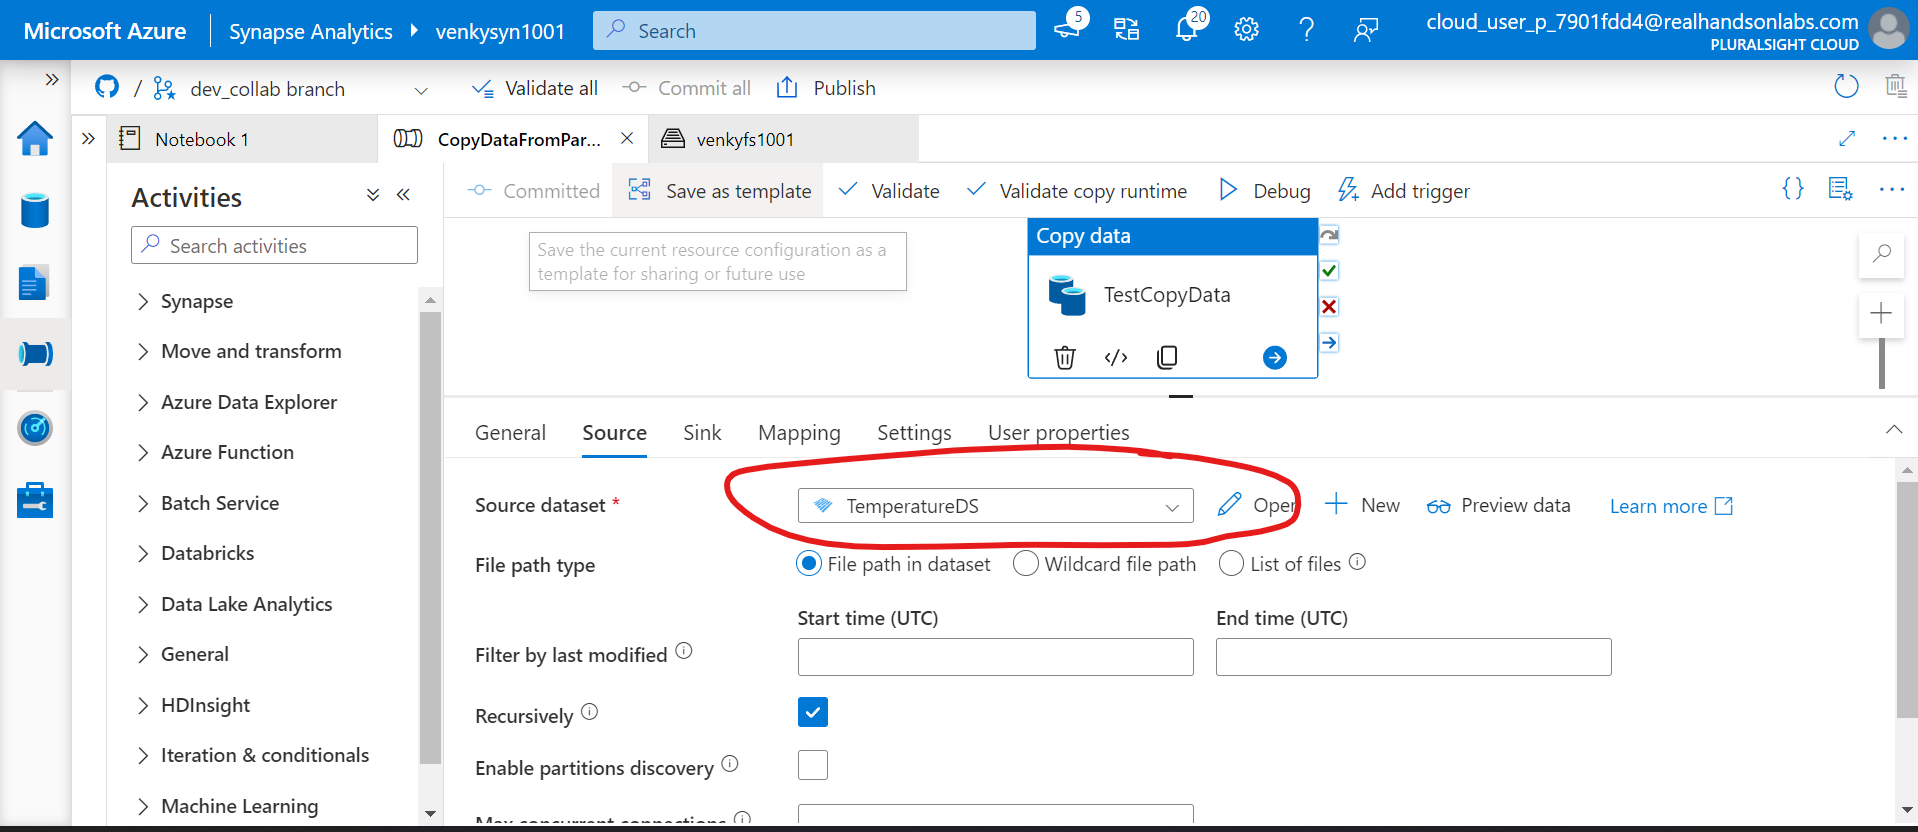 Microsoft Azure
Synapse Analytics
venkysyn1001
Search
5
20
cloud_user_p_7901fdd4@realhandsonlabs.com
PLURALSIGHT CLOUD
/ dev_collab branch
Validate all
Commit all
Publish
Notebook 1
CopyDataFromPar...
venkyfs1001
Activities
Search activities
Synapse
Move and transform
Azure Data Explorer
Azure Function
Batch Service
Databricks
Data Lake Analytics
General
HDInsight
Iteration & conditionals
Machine Learning
Committed
Save as template
Validate
Validate copy runtime
Debug
Add trigger
Save the current resource configuration as a
template for sharing or future use
Copy data
TestCopyData
General
Source
Sink
Mapping
Settings
User properties
Source dataset *
TemperatureDS
Open
New
Preview data
Learn more
File path type
File path in dataset
Wildcard file path
List of files
Start time (UTC)
End time (UTC)
Filter by last modified
Recursively
Enable partitions discovery
Max concurrent connections